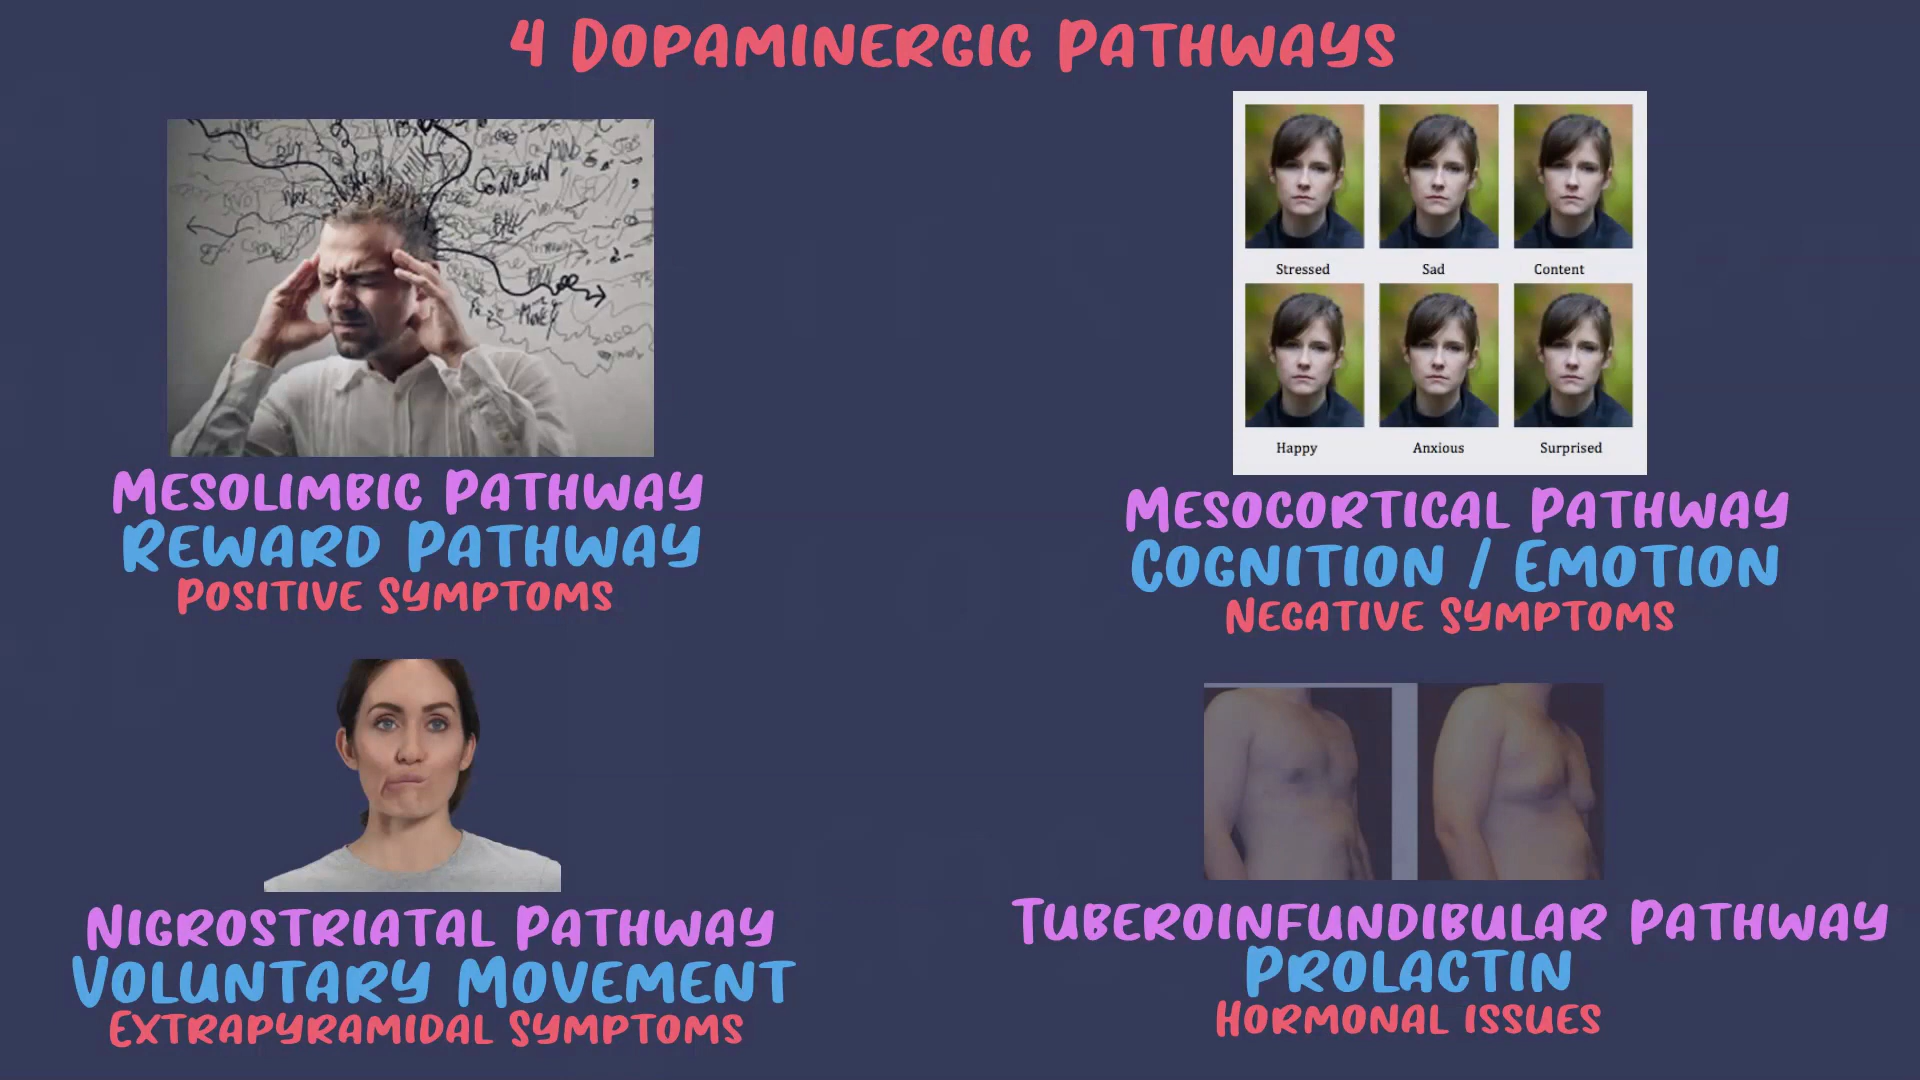 4 Dopaminergic Pathways
Conaison
Mesolimbic Pathway
Reward Pathway
Positive Symptoms
Stressed Sad Content
Happy Anxious Surprised
Mesocortical Pathway
Cognition / Emotion
Negative Symptoms
Nigrostriatal Pathway
Voluntary Movement
Extrapyramidal Symptoms
Tuberoinfundibular Pathway
Prolactin
Hormonal issues